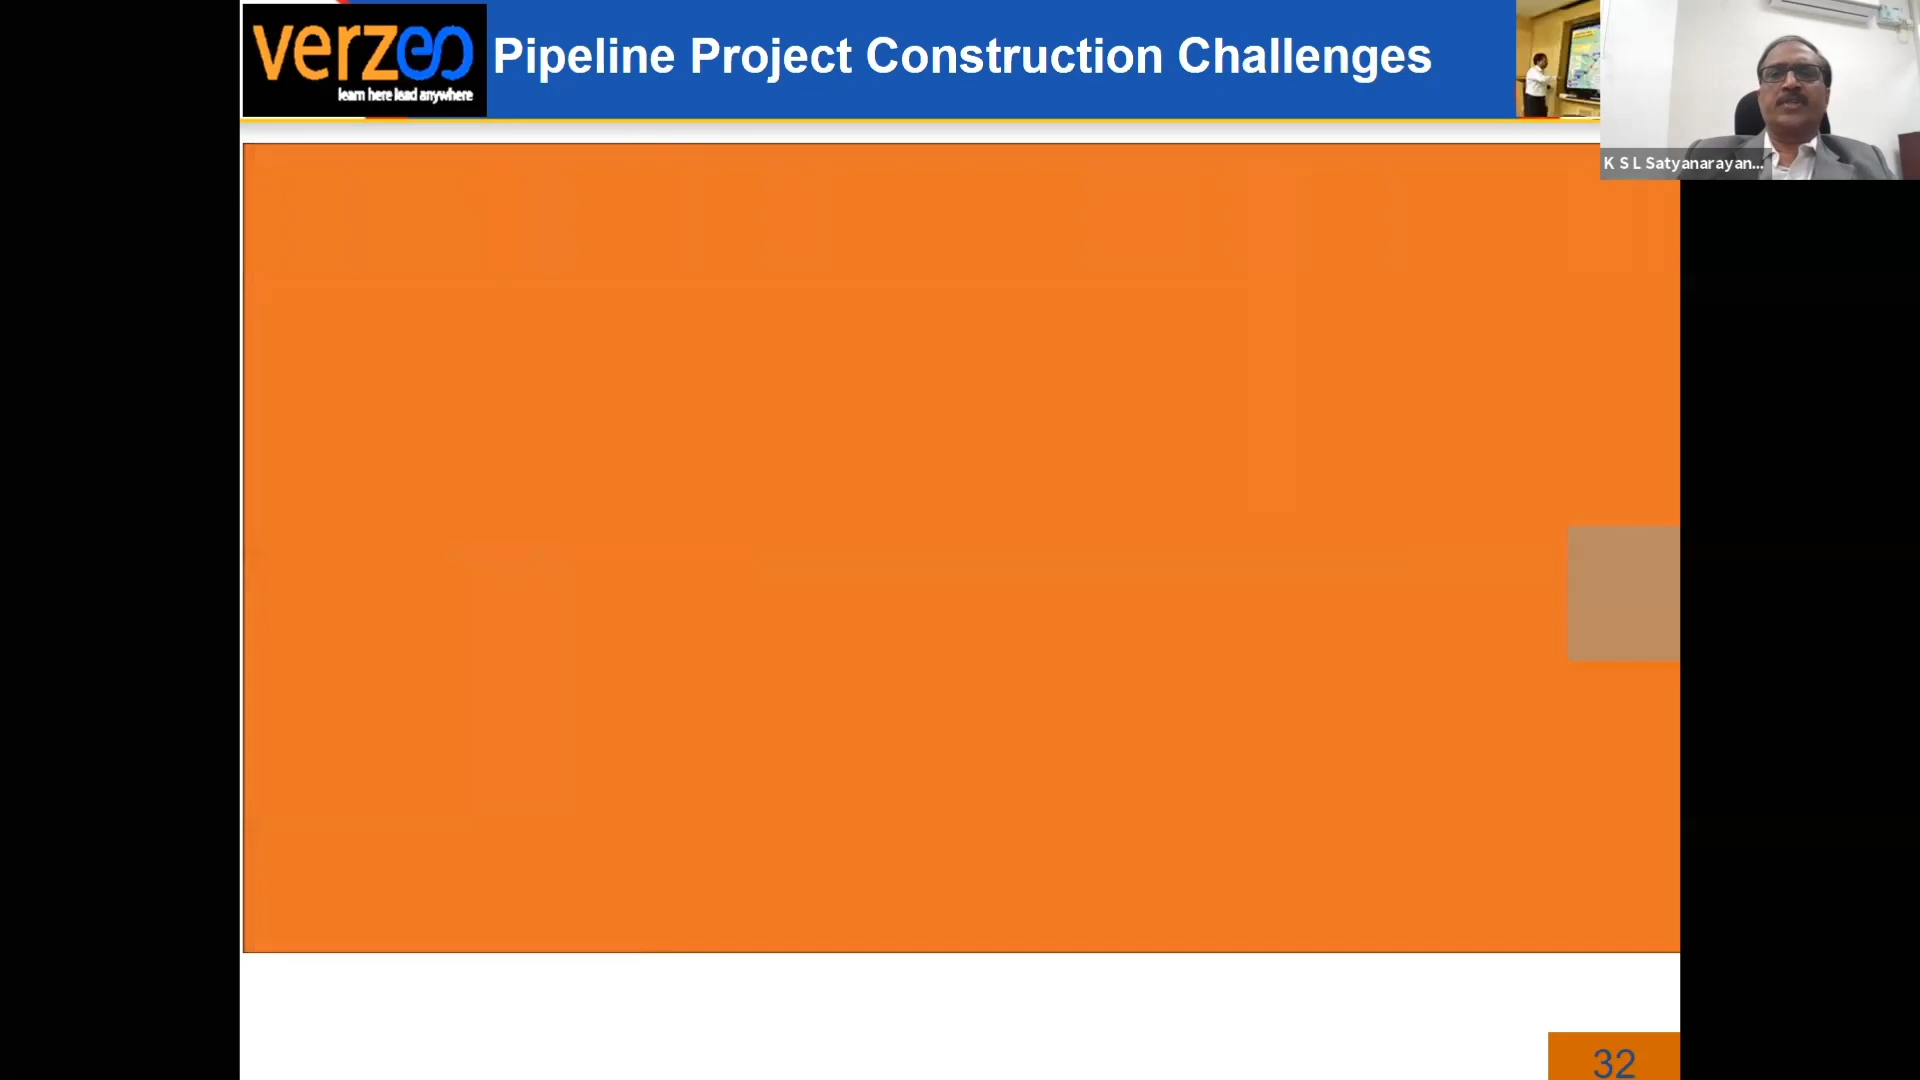 verzeo
learn here lead anywhere
Pipeline Project Construction Challenges
K S L Satyanarayan...
32